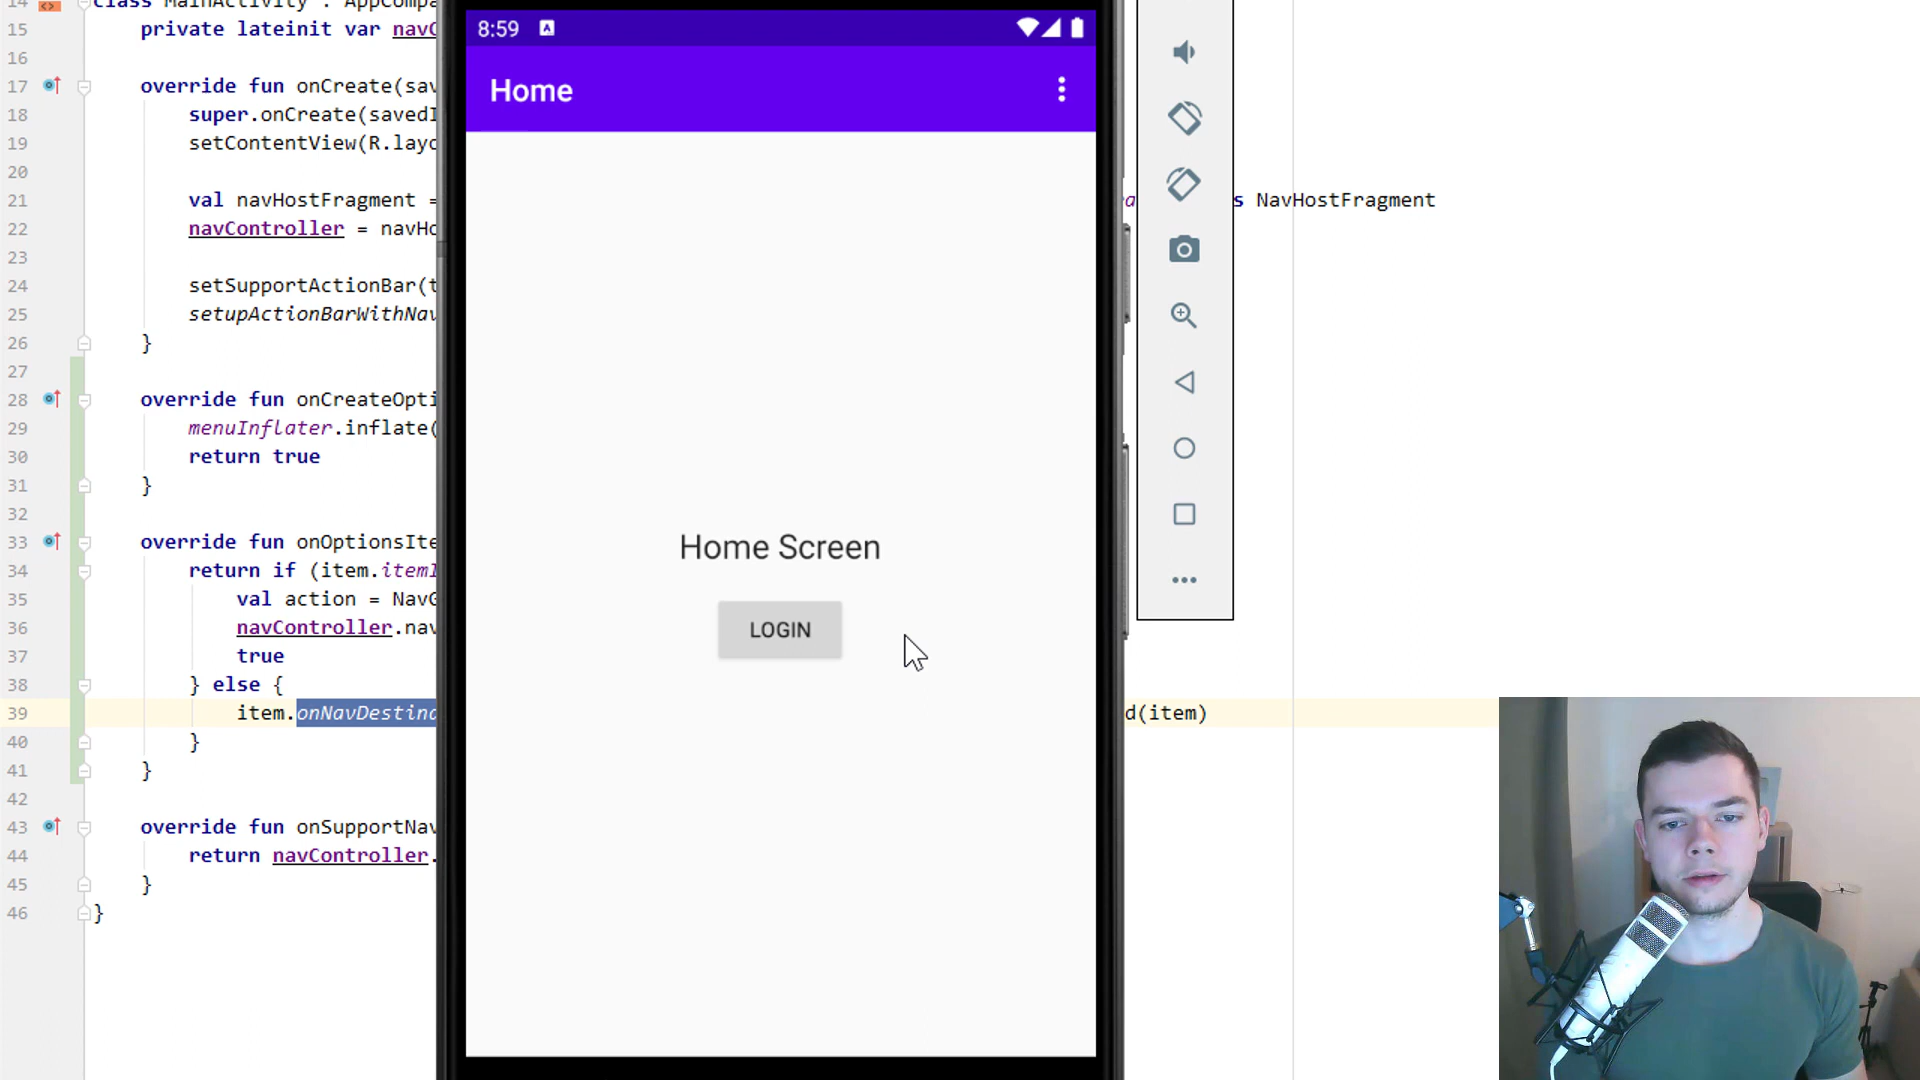 14 class MainActivity : AppCompa
15 private lateinit var navC
16
17 override fun onCreate(sav
18 super.onCreate(savedI
19 setContentView(R.layo
20
21 val navHostFragment = ea s NavHostFragment
22 navController = navHo
23
24 setSupportActionBar(t
25 setupActionBarWithNav
26 }
27
28 override fun onCreateOpti
29 menuInflater.inflate(
30 return true
31 }
32
33 override fun onOptionsIte
34 return if (item.itemI
35 val action = NavG
36 navController.nav
37 true
38 } else {
39 item.onNavDestina d(item)
40 }
41 }
42
43 override fun onSupportNav
44 return navController.
45 }
46 }
8:59
Home
Home Screen
LOGIN